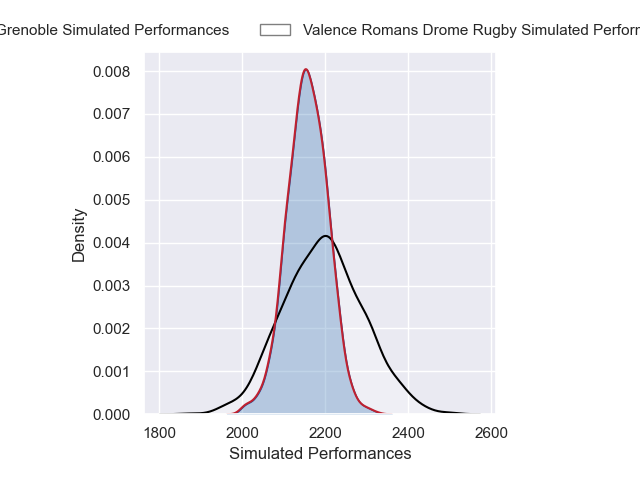 Grenoble Simulated Performances
Valence Romans Drome Rugby Simulated
0.008
0.007
0.006
0.005
0.004
0.003
0.002
0.001
0.000
Density
1800 2000 2200 2400 2600
Simulated Performances